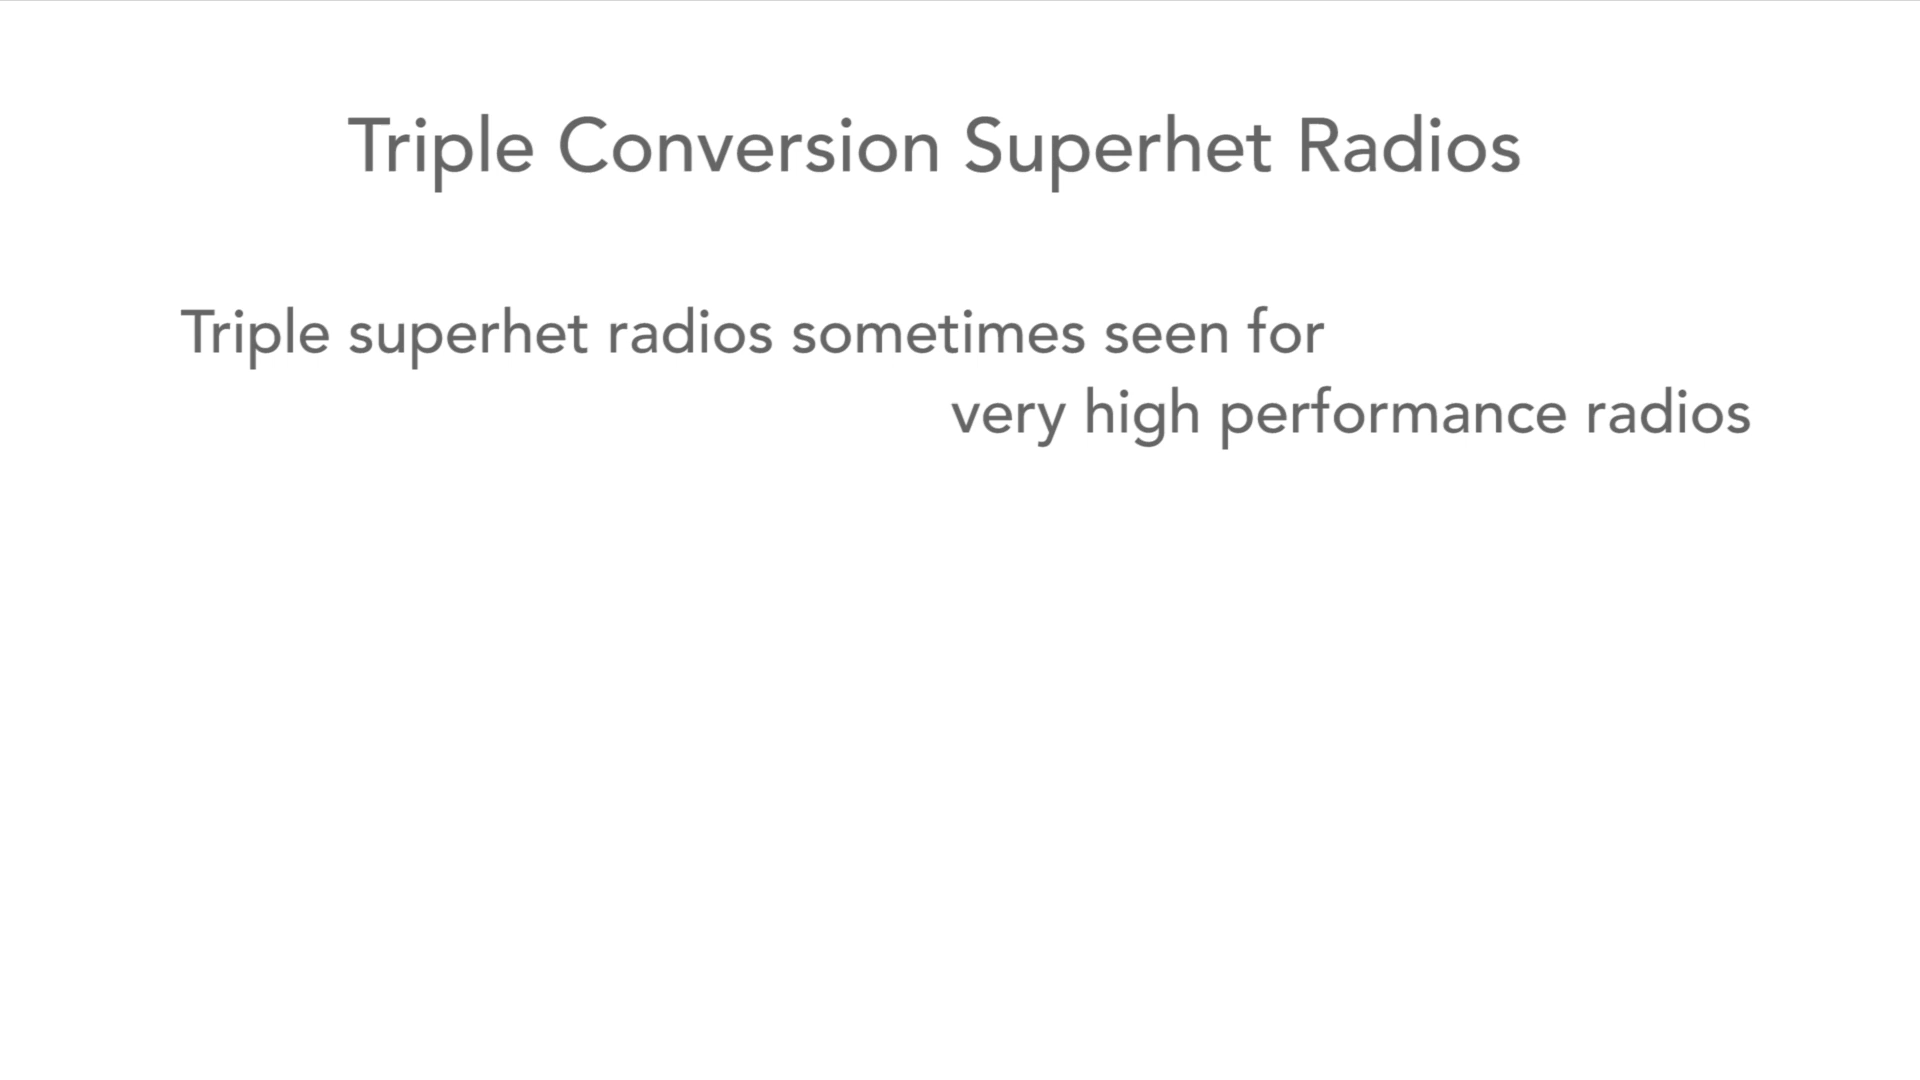 Triple Conversion Superhet Radios
Triple superhet radios sometimes seen for
very high performance radios